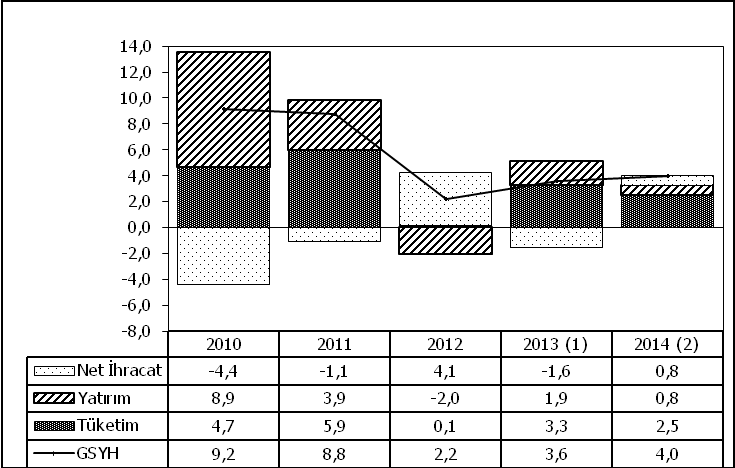 14,0
12,0
10,0
8,0
6,0
4,0
2,0
0,0
-2,0
-4,0
-6,0
-8,0
2010 2011 2012 2013 (1) 2014 (2)
Net İhracat -4,4 -1,1 4,1 -1,6 0,8
Yatırım 8,9 3,9 -2,0 1,9 0,8
Tüketim 4,7 5,9 0,1 3,3 2,5
GSYH 9,2 8,8 2,2 3,6 4,0